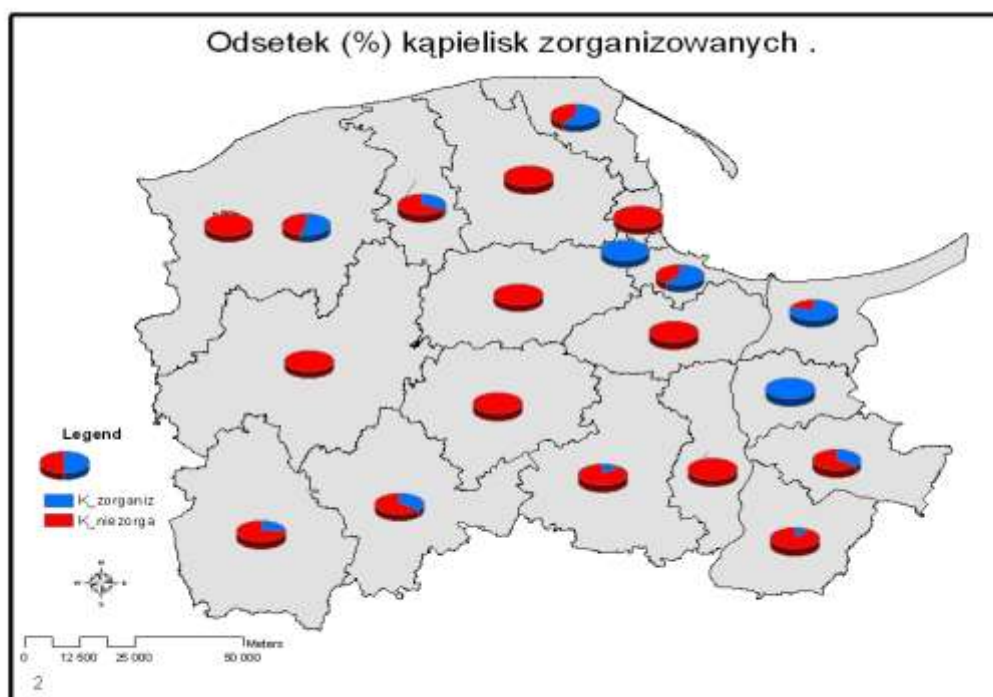 Odsetek (%) kąpielisk zorganizowanych .
Legend
K_zorganiz
K_niezorga
N
W E
S
Meters
0 12 500 25 000 50 000
2